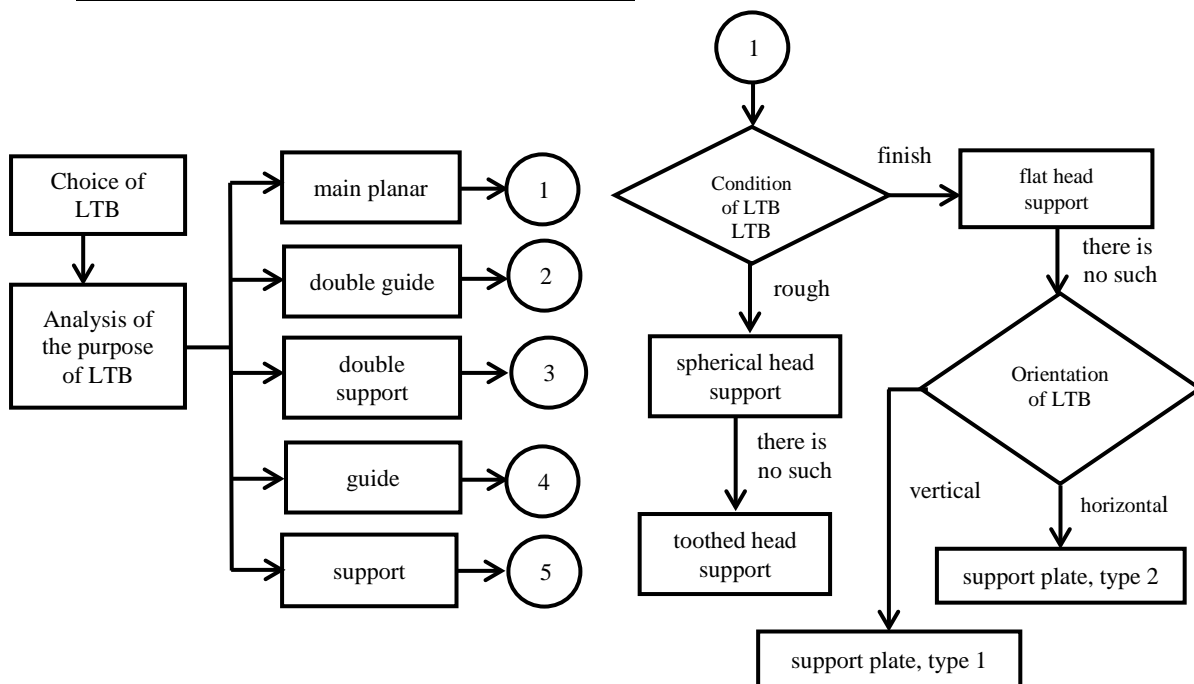 Choice of
LTB
Analysis of
the purpose
of LTB
main planar
1
double guide
2
double
support
3
guide
4
support
5
1
Condition
of LTB
LTB
finish
flat head
support
there is
no such
rough
spherical head
support
there is
no such
toothed head
support
Orientation
of LTB
vertical
horizontal
support plate, type 2
support plate, type 1